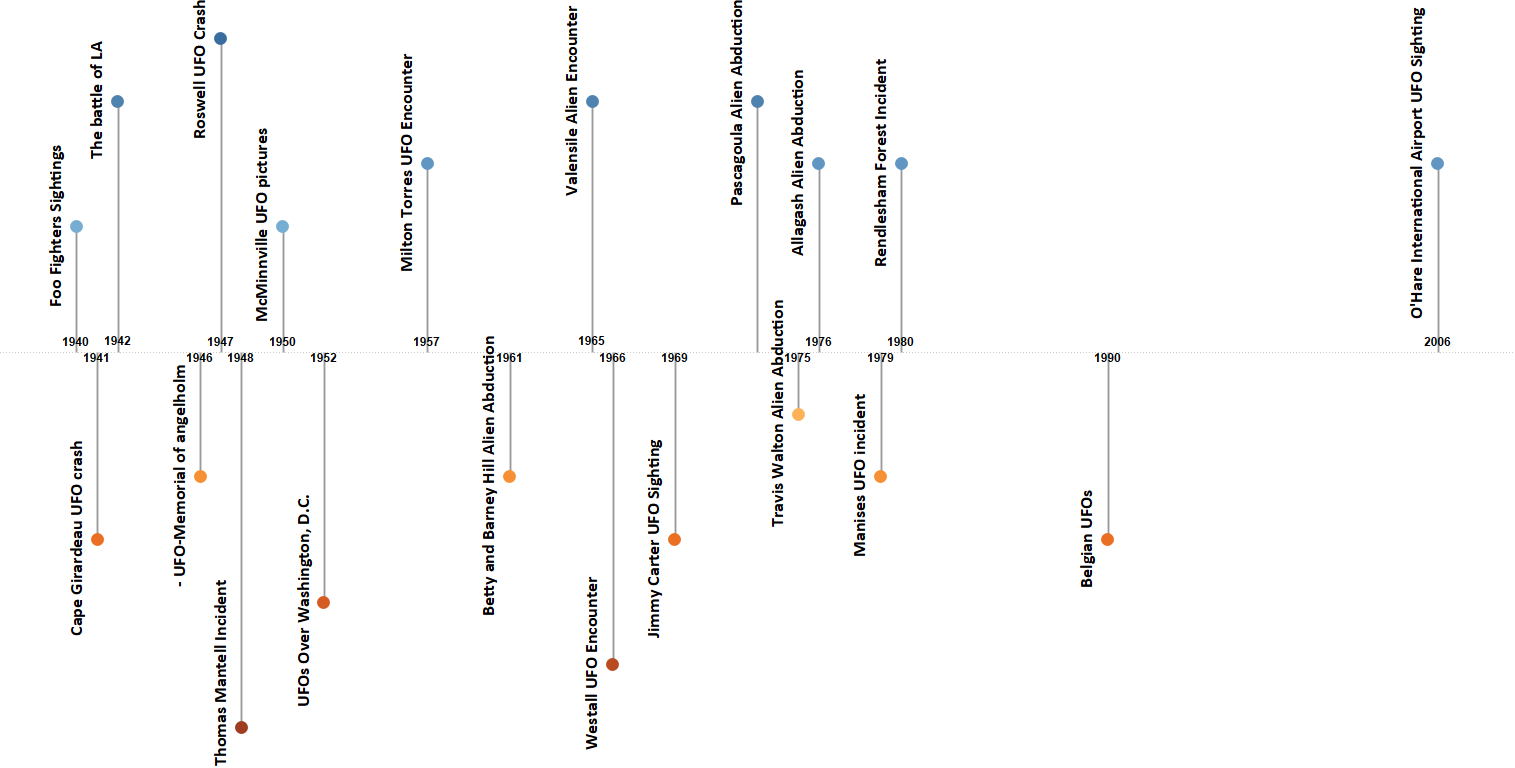 Foo Fighters Sightings
The battle of LA
Roswell UFO Crash
McMinnville UFO pictures
Milton Torres UFO Encounter
Valensile Alien Encounter
Pascagoula Alien Abduction
Allagash Alien Abduction
Rendlesham Forest Incident
O'Hare International Airport UFO Sighting
1940
1942
1947
1950
1957
1965
1976
1980
2006
1941
1946
1948
1952
1961
1966
1969
1975
1979
1990
Cape Girardeau UFO crash
- UFO-Memorial of angelholm
Thomas Mantell Incident
UFOs Over Washington, D.C.
Betty and Barney Hill Alien Abduction
Westall UFO Encounter
Jimmy Carter UFO Sighting
Travis Walton Alien Abduction
Manises UFO incident
Belgian UFOs